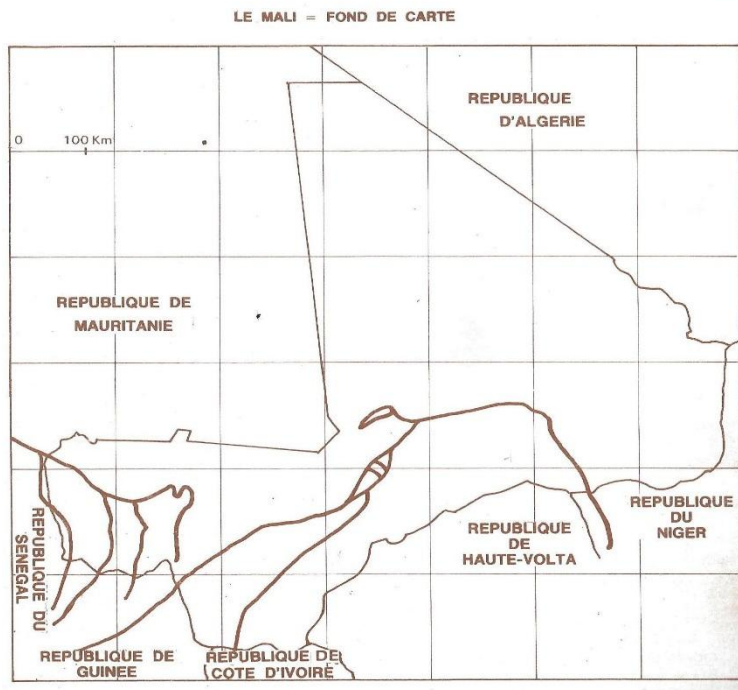 LE MALI = FOND DE CARTE
REPUBLIQUE
D'ALGERIE
0 100 Km
REPUBLIQUE DE
MAURITANIE
REPUBLIQUE DU
SENEGAL
REPUBLIQUE
DE
HAUTE-VOLTA
REPUBLIQUE
DU
NIGER
REPUBLIQUE DE
GUINEE
REPUBLIQUE DE
COTE D'IVOIRE